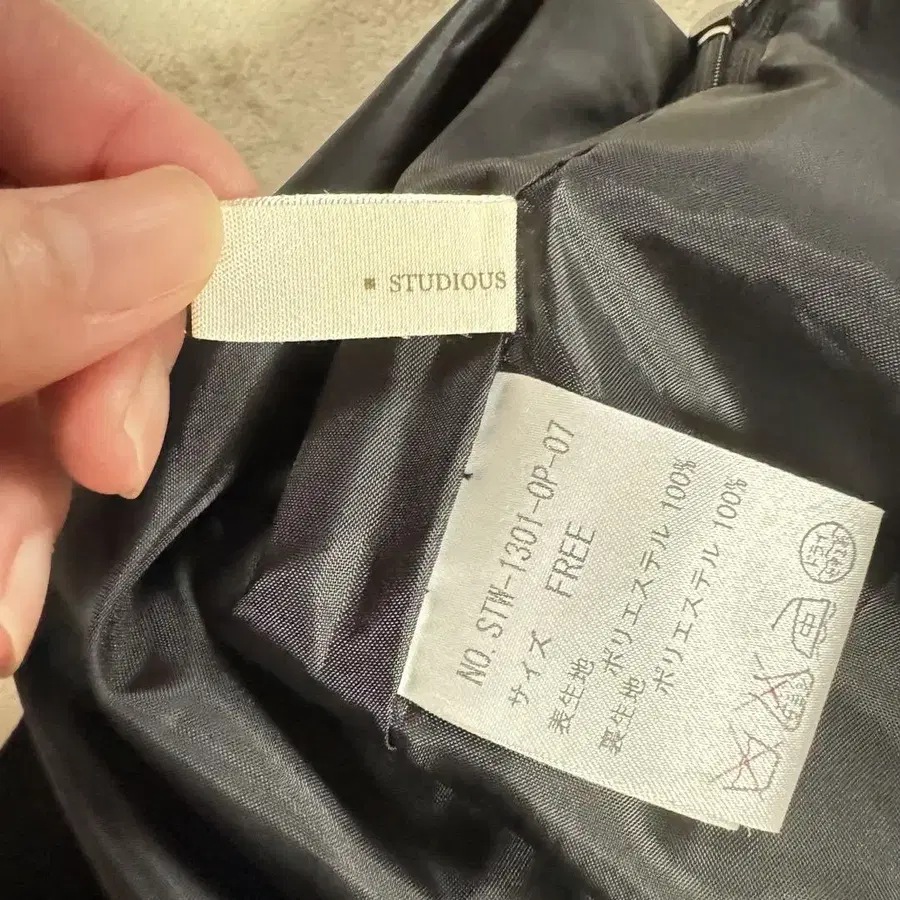 STUDIOUS
NO. STW-1301-OP-07
サイズ FREE
表生地 ポリエステル 100%
裏生地 ポリエステル 100%
中